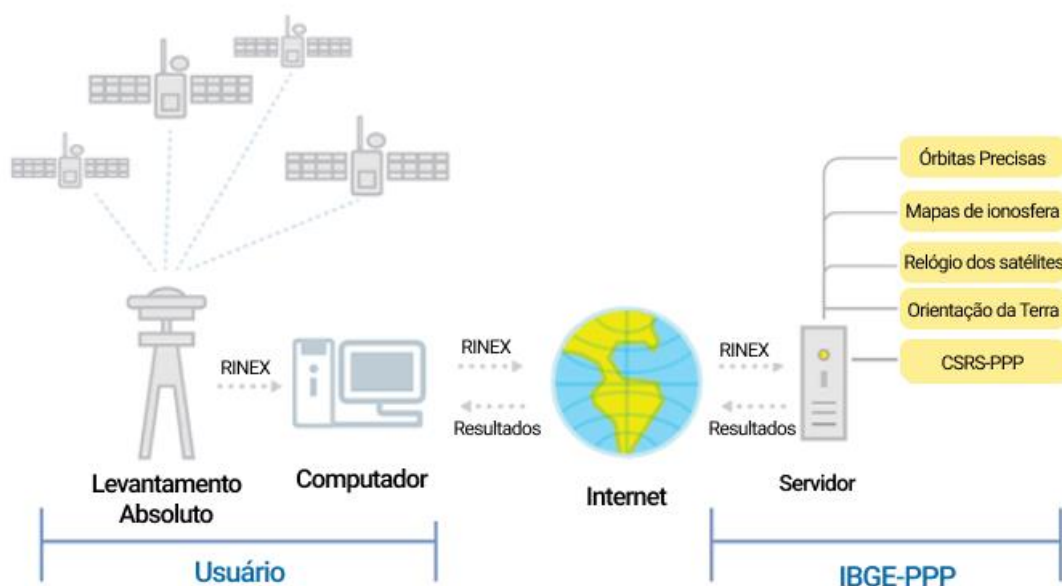 Órbitas Precisas
Mapas de ionosfera
Relógio dos satélites
Orientação da Terra
CSRS-PPP
RINEX
RINEX
RINEX
Resultados
Resultados
Levantamento
Absoluto
Computador
Internet
Servidor
Usuário
IBGE-PPP